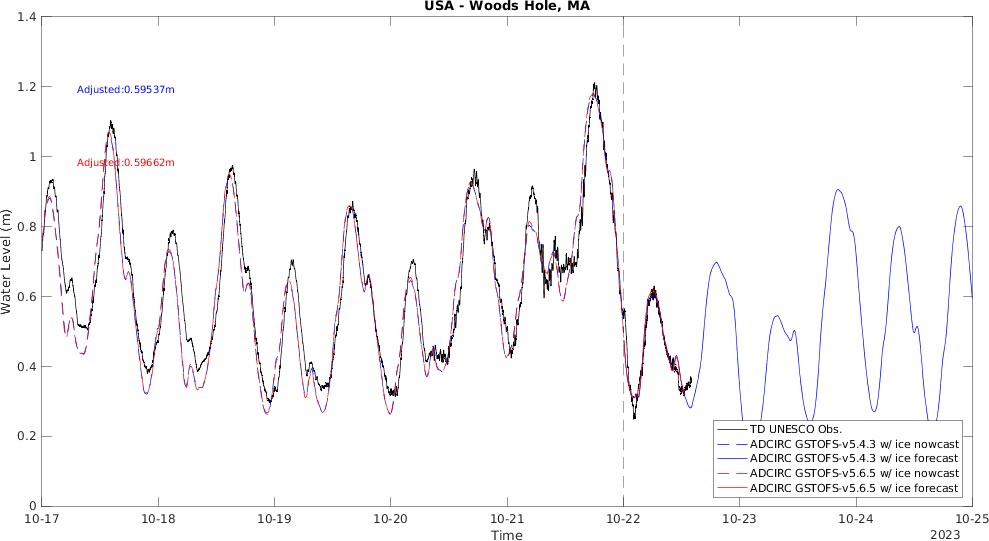 USA - Woods Hole, MA
1.4
1.2
1
0.8
0.6
0.4
0.2
0
Water Level (m)
Adjusted:0.59537m
Adjusted:0.59662m
TD UNESCO Obs.
ADCIRC GSTOFS-v5.4.3 w/ ice nowcast
ADCIRC GSTOFS-v5.4.3 w/ ice forecast
ADCIRC GSTOFS-v5.6.5 w/ ice nowcast
ADCIRC GSTOFS-v5.6.5 w/ ice forecast
10-17 10-18 10-19 10-20 10-21 10-22 10-23 10-24 10-25
Time
2023